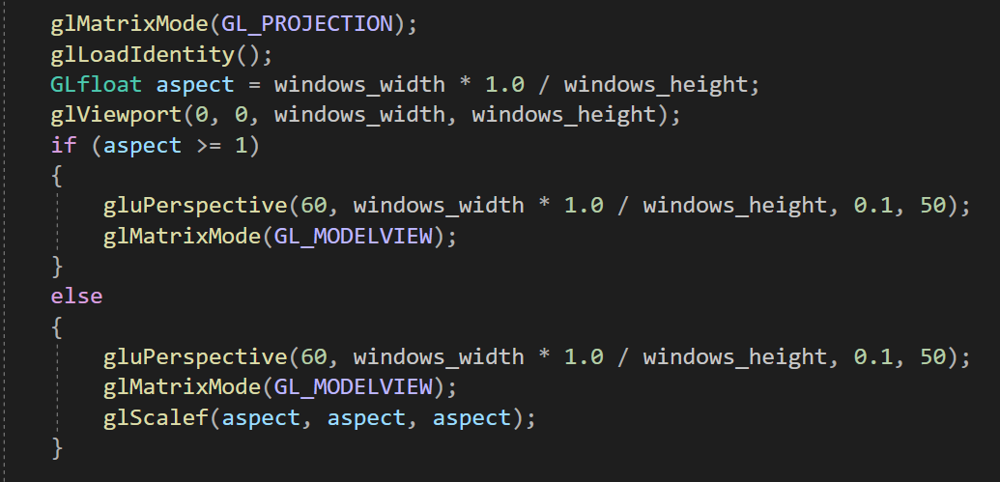 glMatrixMode(GL_PROJECTION);
glLoadIdentity();
GLfloat aspect = windows_width * 1.0 / windows_height;
glViewport(0, 0, windows_width, windows_height);
if (aspect >= 1)
{
    gluPerspective(60, windows_width * 1.0 / windows_height, 0.1, 50);
    glMatrixMode(GL_MODELVIEW);
}
else
{
    gluPerspective(60, windows_width * 1.0 / windows_height, 0.1, 50);
    glMatrixMode(GL_MODELVIEW);
    glScalef(aspect, aspect, aspect);
}